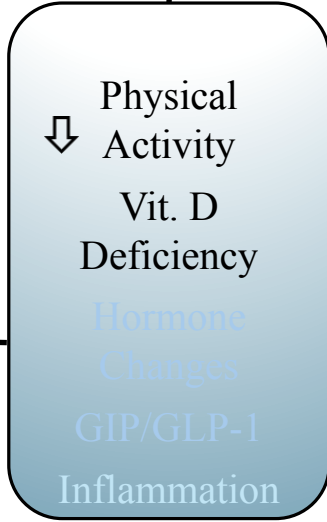 Physical
⇩ Activity
Vit. D
Deficiency
Hormone
Changes
GIP/GLP-1
Inflammation